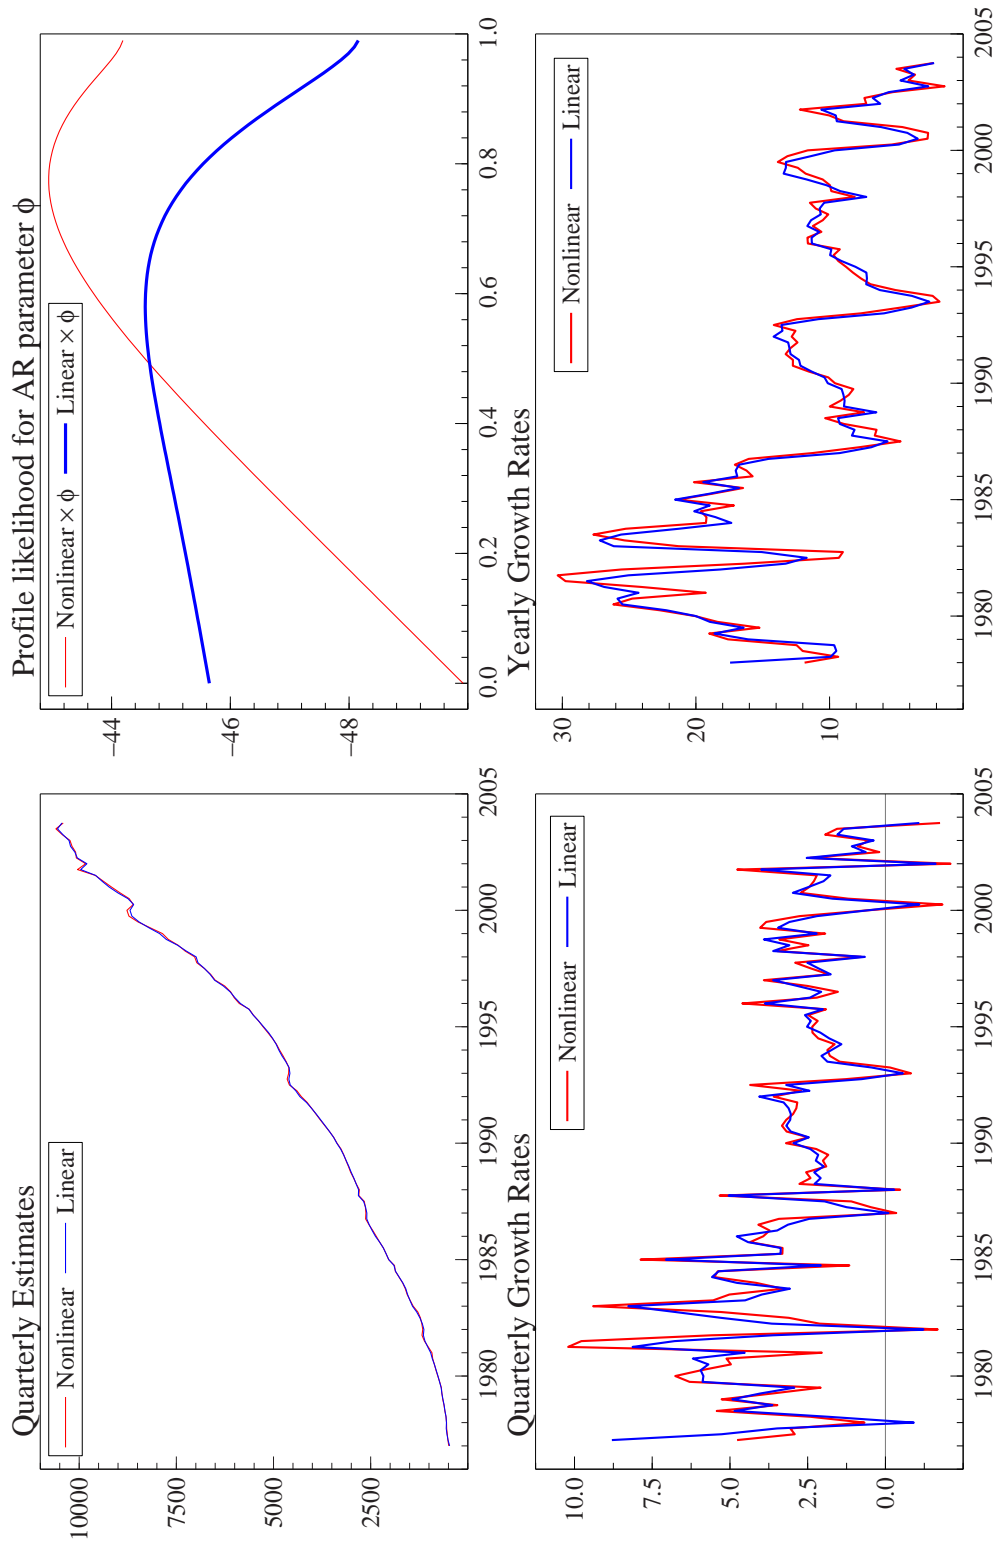 Quarterly Estimates
Nonlinear Linear
10000
7500
5000
2500
1980 1985 1990 1995 2000 2005
Profile likelihood for AR parameter ϕ
Nonlinear × ϕ Linear × ϕ
−44
−46
−48
0.0 0.2 0.4 0.6 0.8 1.0
Quarterly Growth Rates
Nonlinear Linear
10.0
7.5
5.0
2.5
0.0
1980 1985 1990 1995 2000 2005
Yearly Growth Rates
Nonlinear Linear
30
20
10
1980 1985 1990 1995 2000 2005